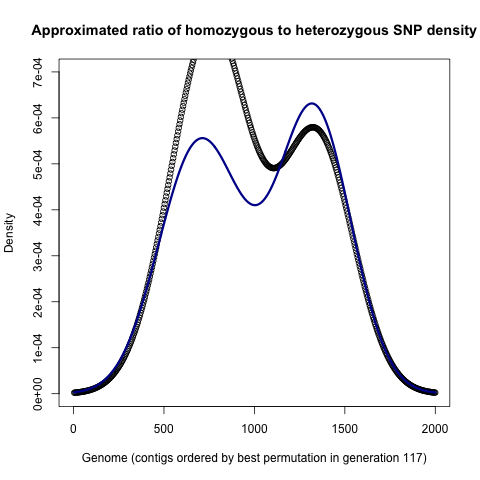 Approximated ratio of homozygous to heterozygous SNP density
7e-04
6e-04
5e-04
4e-04
3e-04
2e-04
1e-04
0e+00
Density
0 500 1000 1500 2000
Genome (contigs ordered by best permutation in generation 117)